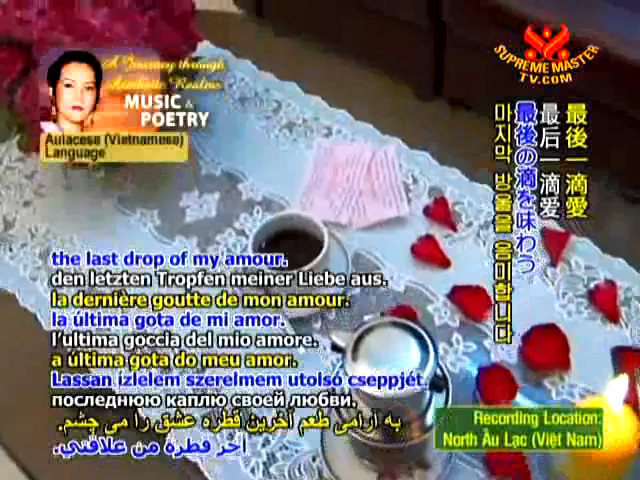 A Journey through
Aesthetic Realms
MUSIC &
POETRY
Aulacese (Vietnamese)
Language
SUPREME MASTER
TV.COM
最後一滴愛
最后一滴爱
最後の滴を味わう
마지막 방울을 음미합니다
the last drop of my amour.
den letzten Tropfen meiner Liebe aus.
la dernière goutte de mon amour.
la última gota de mi amor.
l'ultima goccia del mio amore.
a última gota do meu amor.
Lassan ízlelem szerelmem utolsó cseppjét.
последнюю каплю своей любви.
به آرامی طعم آخرین قطره عشق را می چشم.
آخر قطرة من علاقتي.
Recording Location:
North Âu Lạc (Việt Nam)